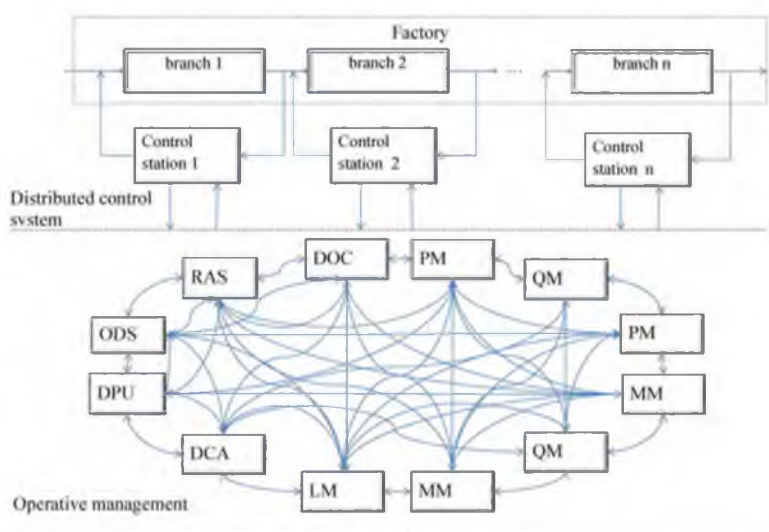 Factory
branch 1
branch 2
...
branch n
Control
station 1
Control
station 2
Control
station n
Distributed control
system
RAS
DOC
PM
QM
ODS
PM
DPU
MM
DCA
QM
LM
MM
Operative management